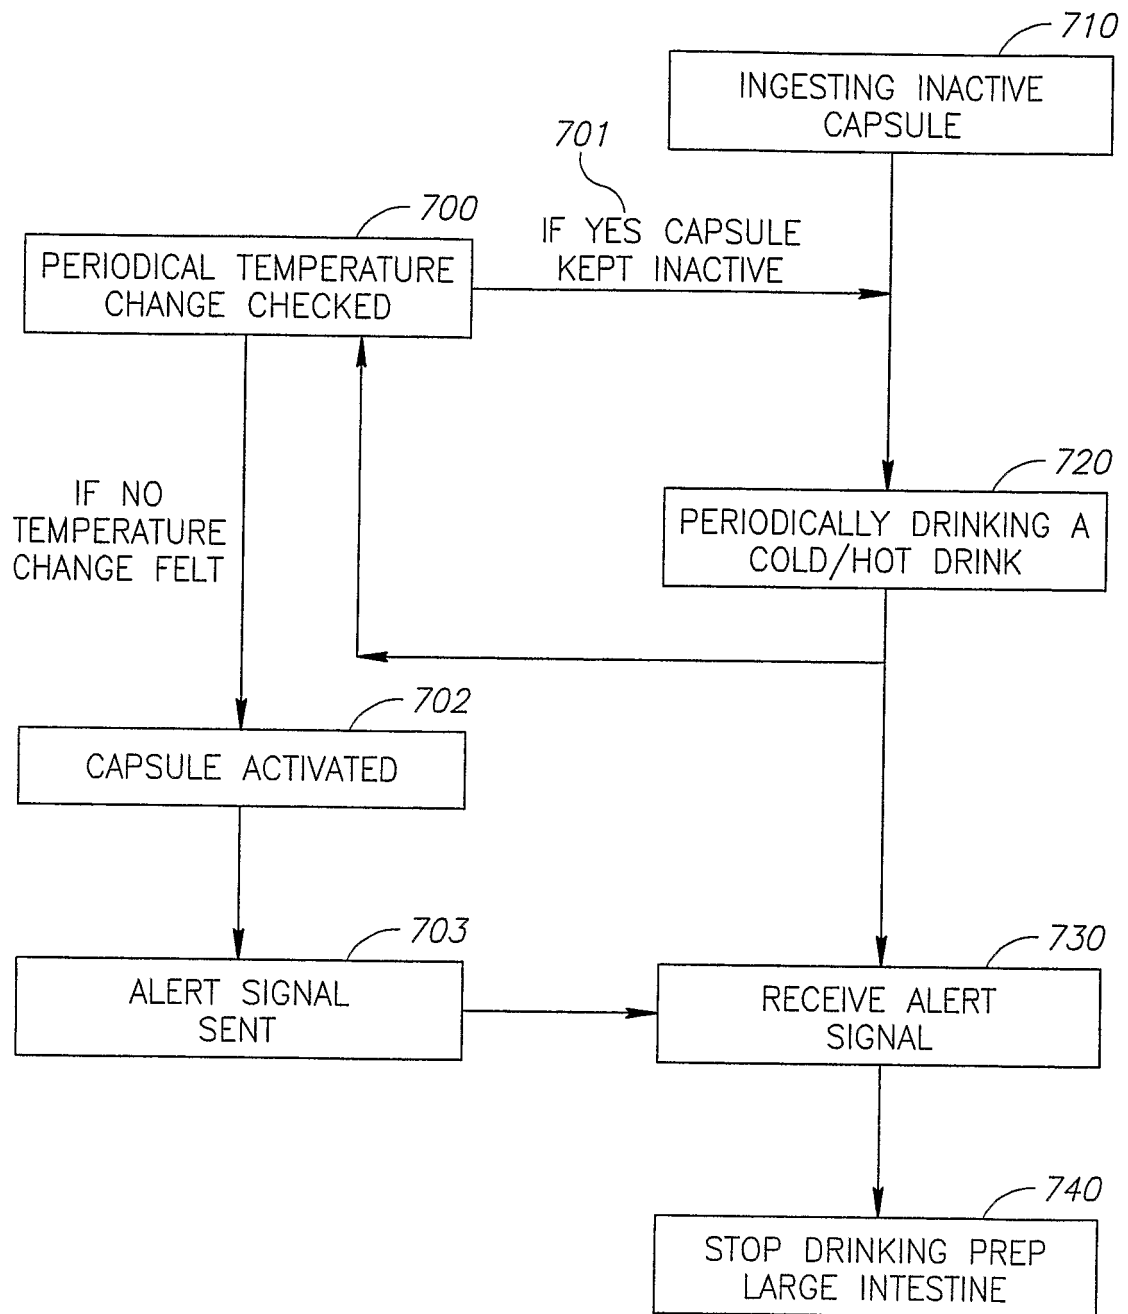 710
INGESTING INACTIVE
CAPSULE
701
IF YES CAPSULE
KEPT INACTIVE
700
PERIODICAL TEMPERATURE
CHANGE CHECKED
720
PERIODICALLY DRINKING A
COLD/HOT DRINK
IF NO
TEMPERATURE
CHANGE FELT
702
CAPSULE ACTIVATED
703
ALERT SIGNAL
SENT
730
RECEIVE ALERT
SIGNAL
740
STOP DRINKING PREP
LARGE INTESTINE